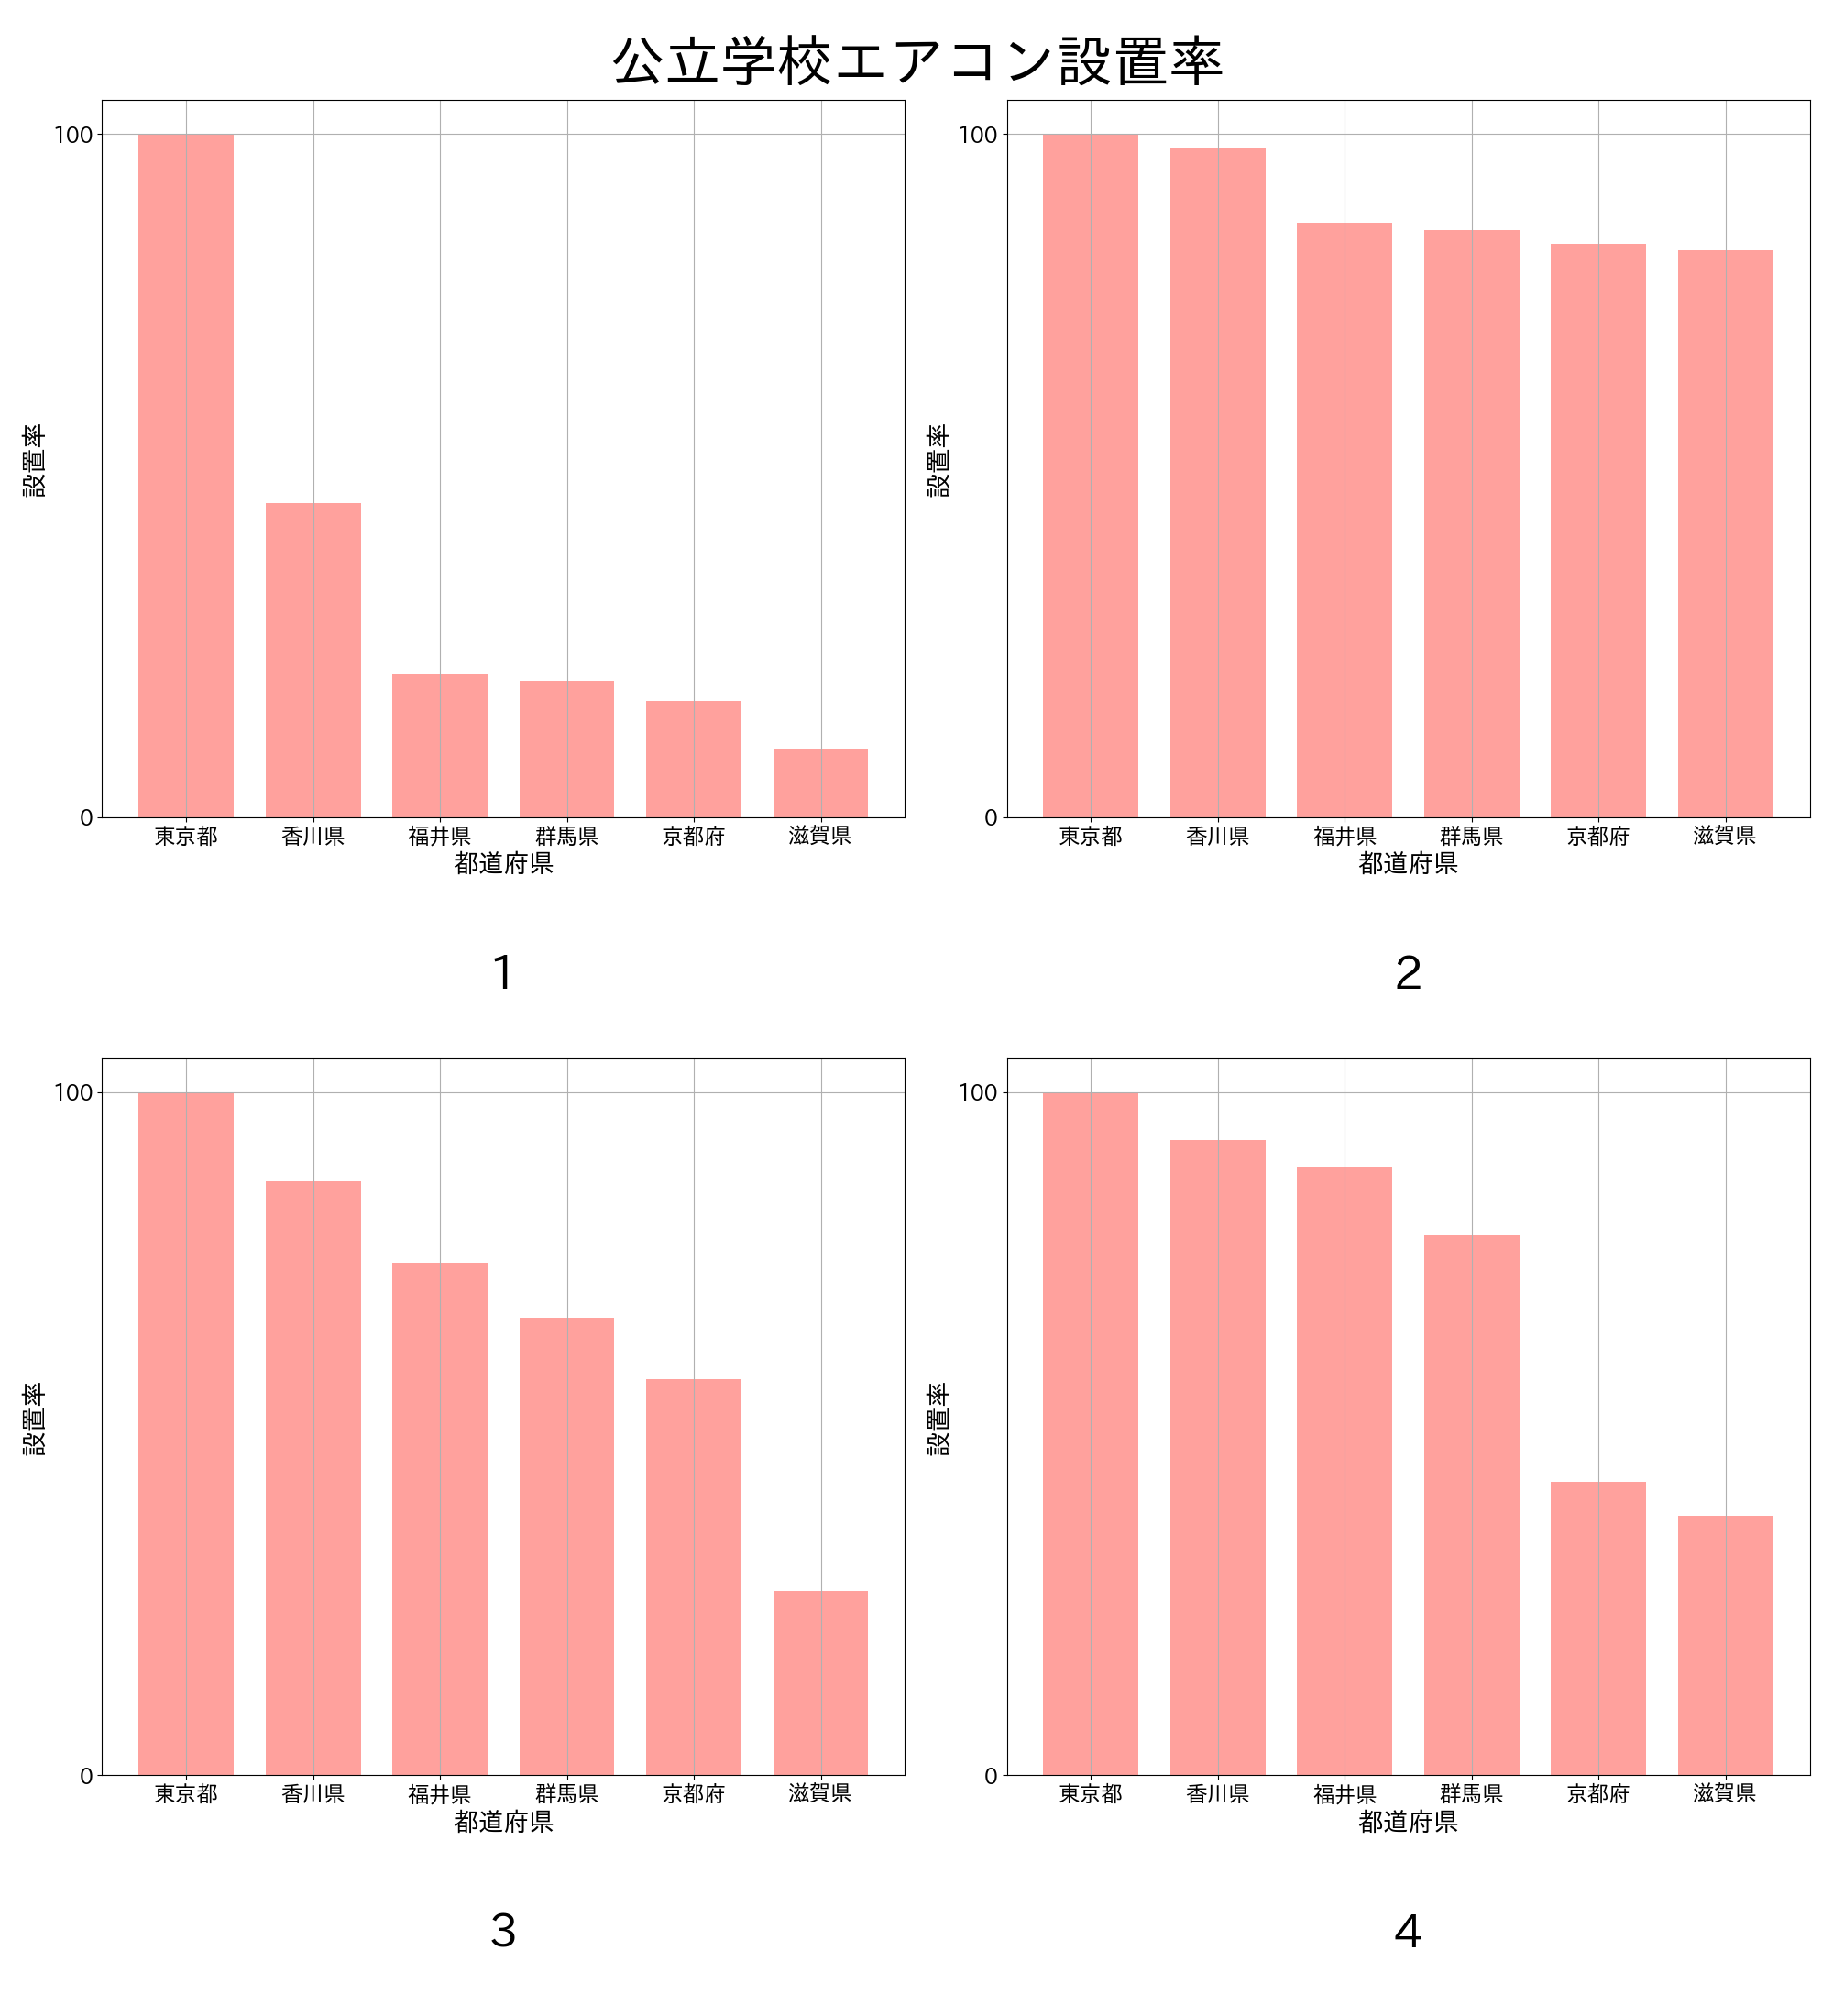 公立学校エアコン設置率
100
設置率
0
東京都 香川県 福井県 群馬県 京都府 滋賀県
都道府県
1
100
設置率
0
東京都 香川県 福井県 群馬県 京都府 滋賀県
都道府県
2
100
設置率
0
東京都 香川県 福井県 群馬県 京都府 滋賀県
都道府県
3
100
設置率
0
東京都 香川県 福井県 群馬県 京都府 滋賀県
都道府県
4